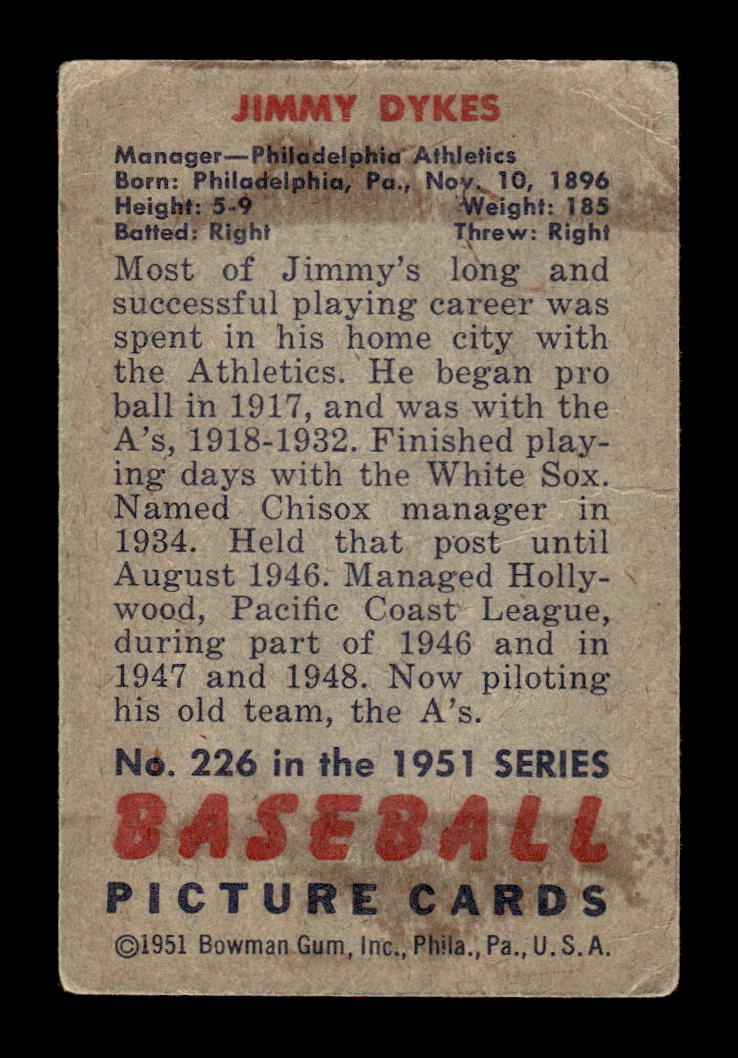 JIMMY DYKES
Manager—Philadelphia Athletics
Born: Philadelphia, Pa., Nov. 10, 1896
Height: 5-9 Weight: 185
Batted: Right Threw: Right
Most of Jimmy's long and
successful playing career was
spent in his home city with
the Athletics. He began pro
ball in 1917, and was with the
A's, 1918-1932. Finished play-
ing days with the White Sox.
Named Chisox manager in
1934. Held that post until
August 1946. Managed Holly-
wood, Pacific Coast League,
during part of 1946 and in
1947 and 1948. Now piloting
his old team, the A's.
No. 226 in the 1951 SERIES
BASEBALL
PICTURE CARDS
©1951 Bowman Gum, Inc., Phila., Pa., U. S. A.